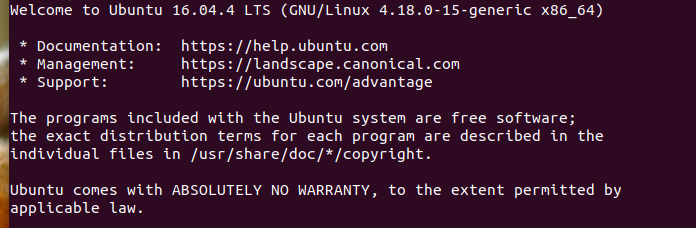 Welcome to Ubuntu 16.04.4 LTS (GNU/Linux 4.18.0-15-generic x86_64)
* Documentation:  https://help.ubuntu.com
* Management:     https://landscape.canonical.com
* Support:        https://ubuntu.com/advantage
The programs included with the Ubuntu system are free software;
the exact distribution terms for each program are described in the
individual files in /usr/share/doc/*/copyright.
Ubuntu comes with ABSOLUTELY NO WARRANTY, to the extent permitted by
applicable law.